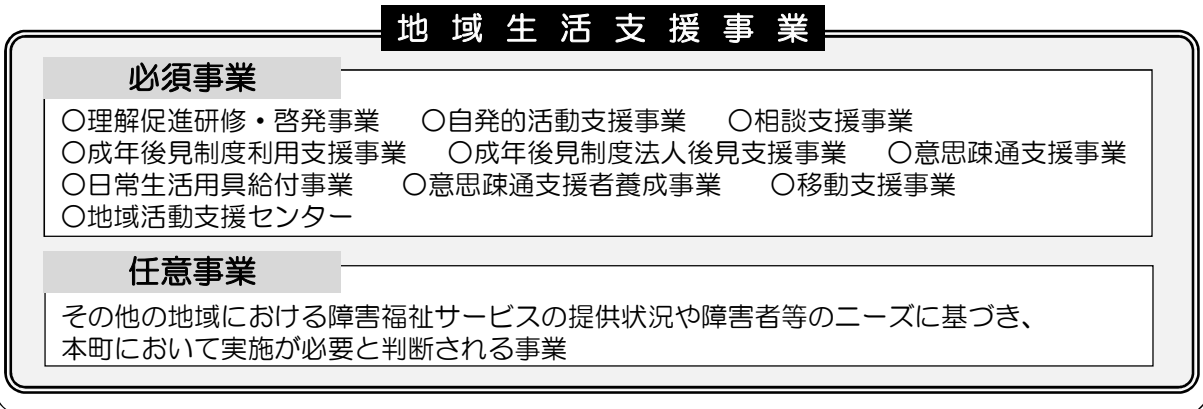 地域生活支援事業
必須事業
○理解促進研修・啓発事業　○自発的活動支援事業　○相談支援事業
○成年後見制度利用支援事業　○成年後見制度法人後見支援事業　○意思疎通支援事業
○日常生活用具給付事業　○意思疎通支援者養成事業　○移動支援事業
○地域活動支援センター
任意事業
その他の地域における障害福祉サービスの提供状況や障害者等のニーズに基づき、
本町において実施が必要と判断される事業